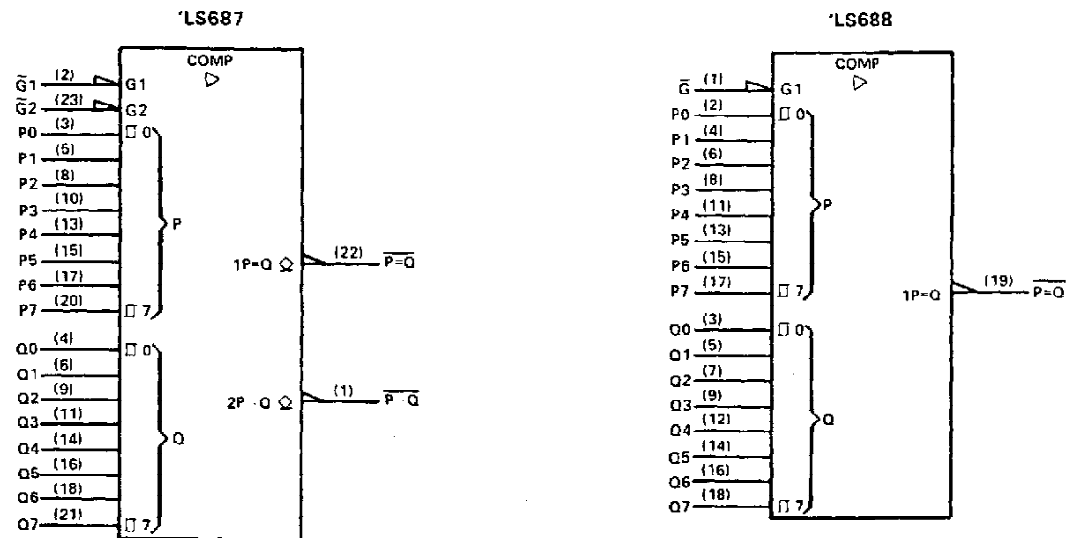 'LS687
COMP
G̅1 (2) G1
G̅2 (23) G2
P0 (3) 0
P1 (5)
P2 (8)
P3 (10)
P4 (13)
P5 (15)
P6 (17)
P7 (20) 7
P
Q0 (4) 0
Q1 (6)
Q2 (9)
Q3 (11)
Q4 (14)
Q5 (16)
Q6 (18)
Q7 (21) 7
Q
1P=Q (22) P=Q
2P Q (1) P Q
'LS688
COMP
G̅ (1) G1
P0 (2) 0
P1 (4)
P2 (6)
P3 (8)
P4 (11)
P5 (13)
P6 (15)
P7 (17) 7
P
Q0 (3) 0
Q1 (5)
Q2 (7)
Q3 (9)
Q4 (12)
Q5 (14)
Q6 (16)
Q7 (18) 7
Q
1P=Q (19) P=Q